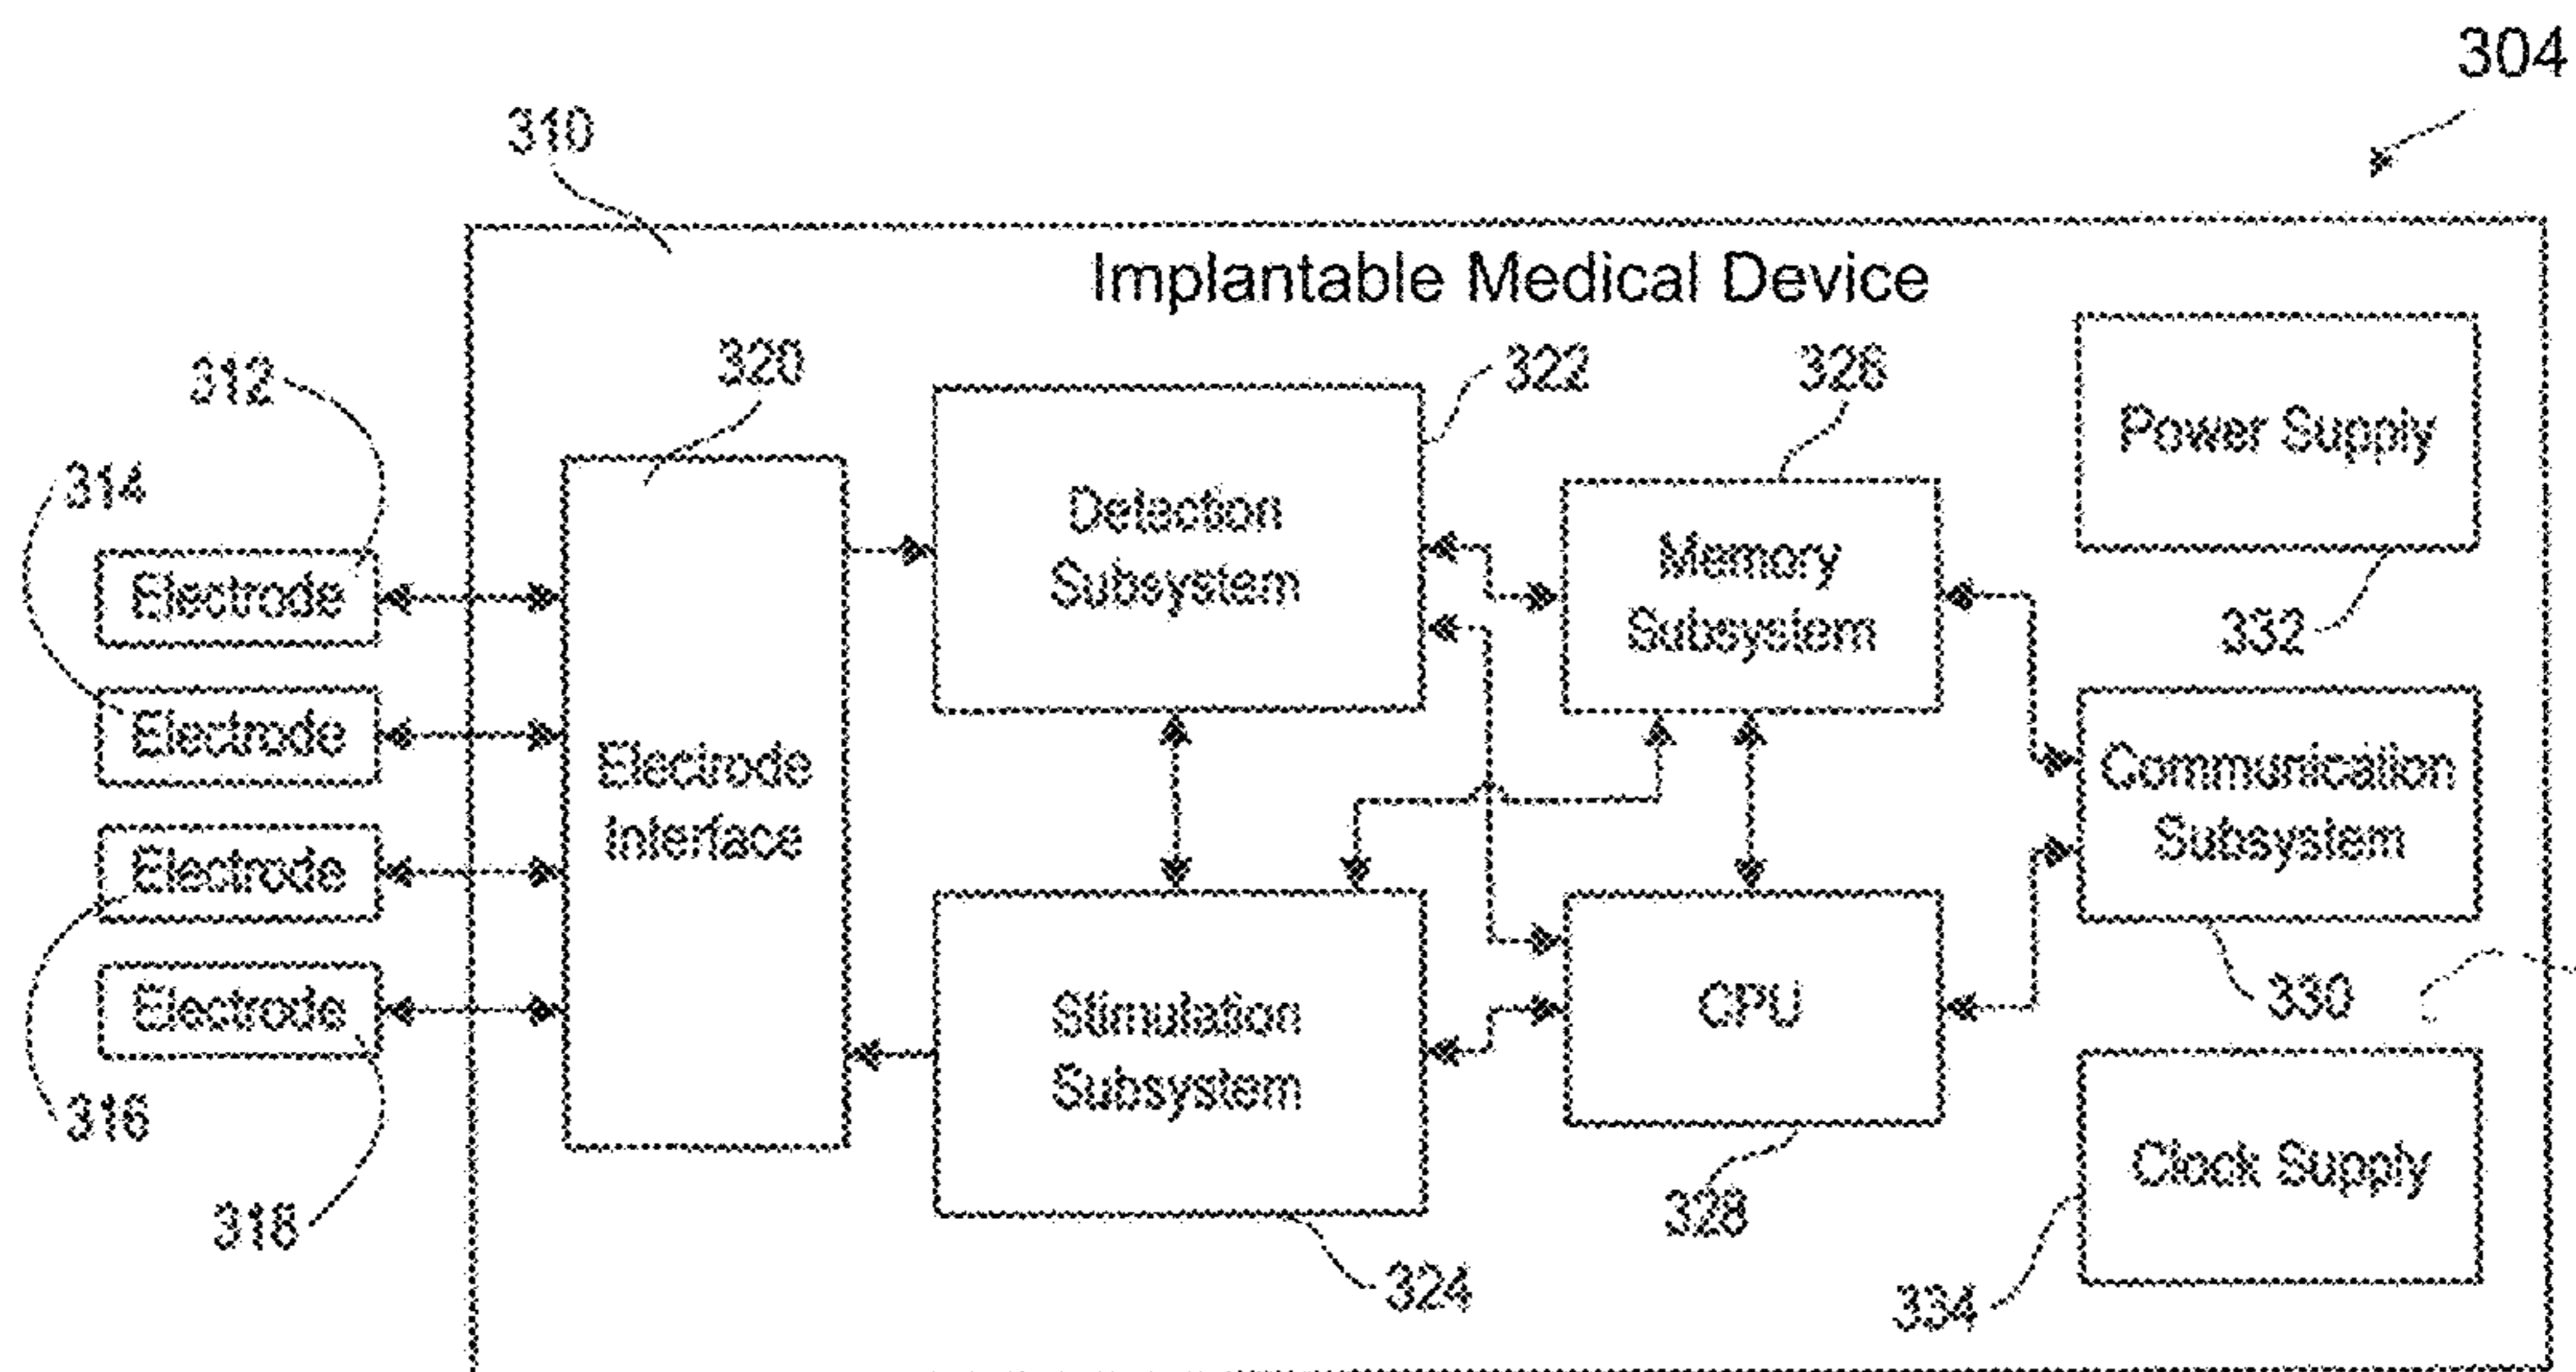 304
310
Implantable Medical Device
320
322
326
312
Power Supply
314
Detection
Subsystem
Memory
Subsystem
Electrode
332
Electrode
Electrode
Interface
Communication
Subsystem
Electrode
Electrode
Stimulation
Subsystem
CPU
330
316
Clock Supply
318
328
324
334